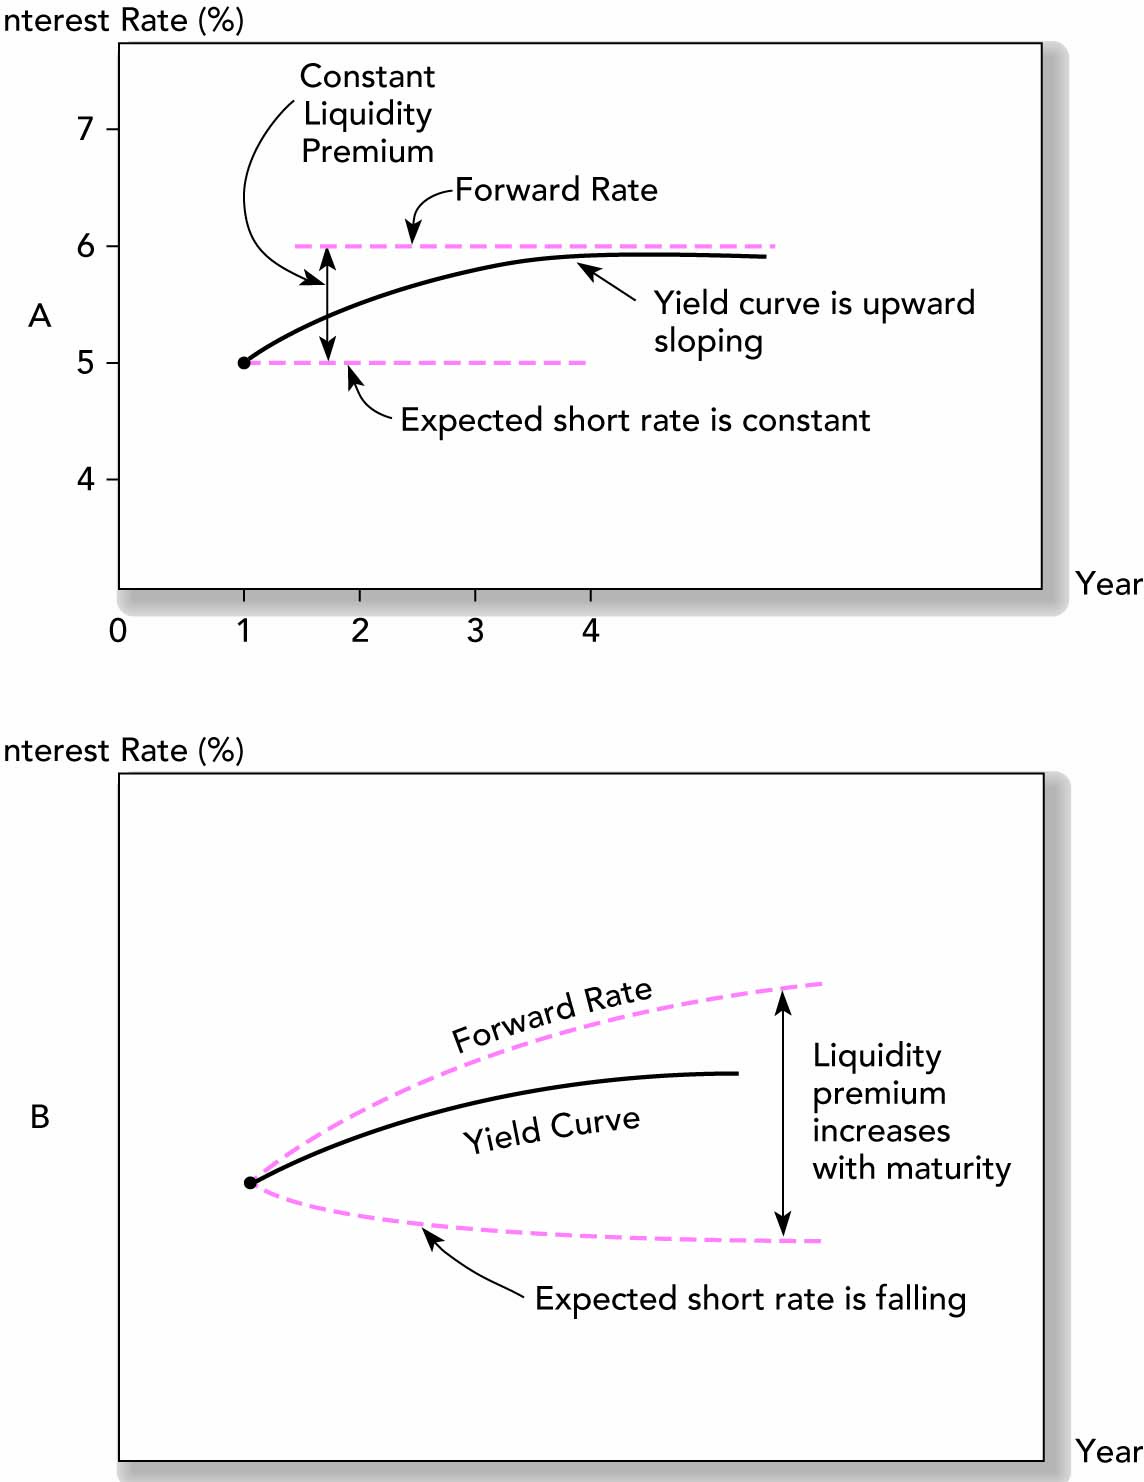 nterest Rate (%)
Constant
Liquidity
Premium
7
Forward Rate
6
Yield curve is upward
sloping
A
5
Expected short rate is constant
4
Year
0 1 2 3 4
nterest Rate (%)
Forward Rate
Liquidity
premium
increases
with maturity
Yield Curve
B
Expected short rate is falling
Year